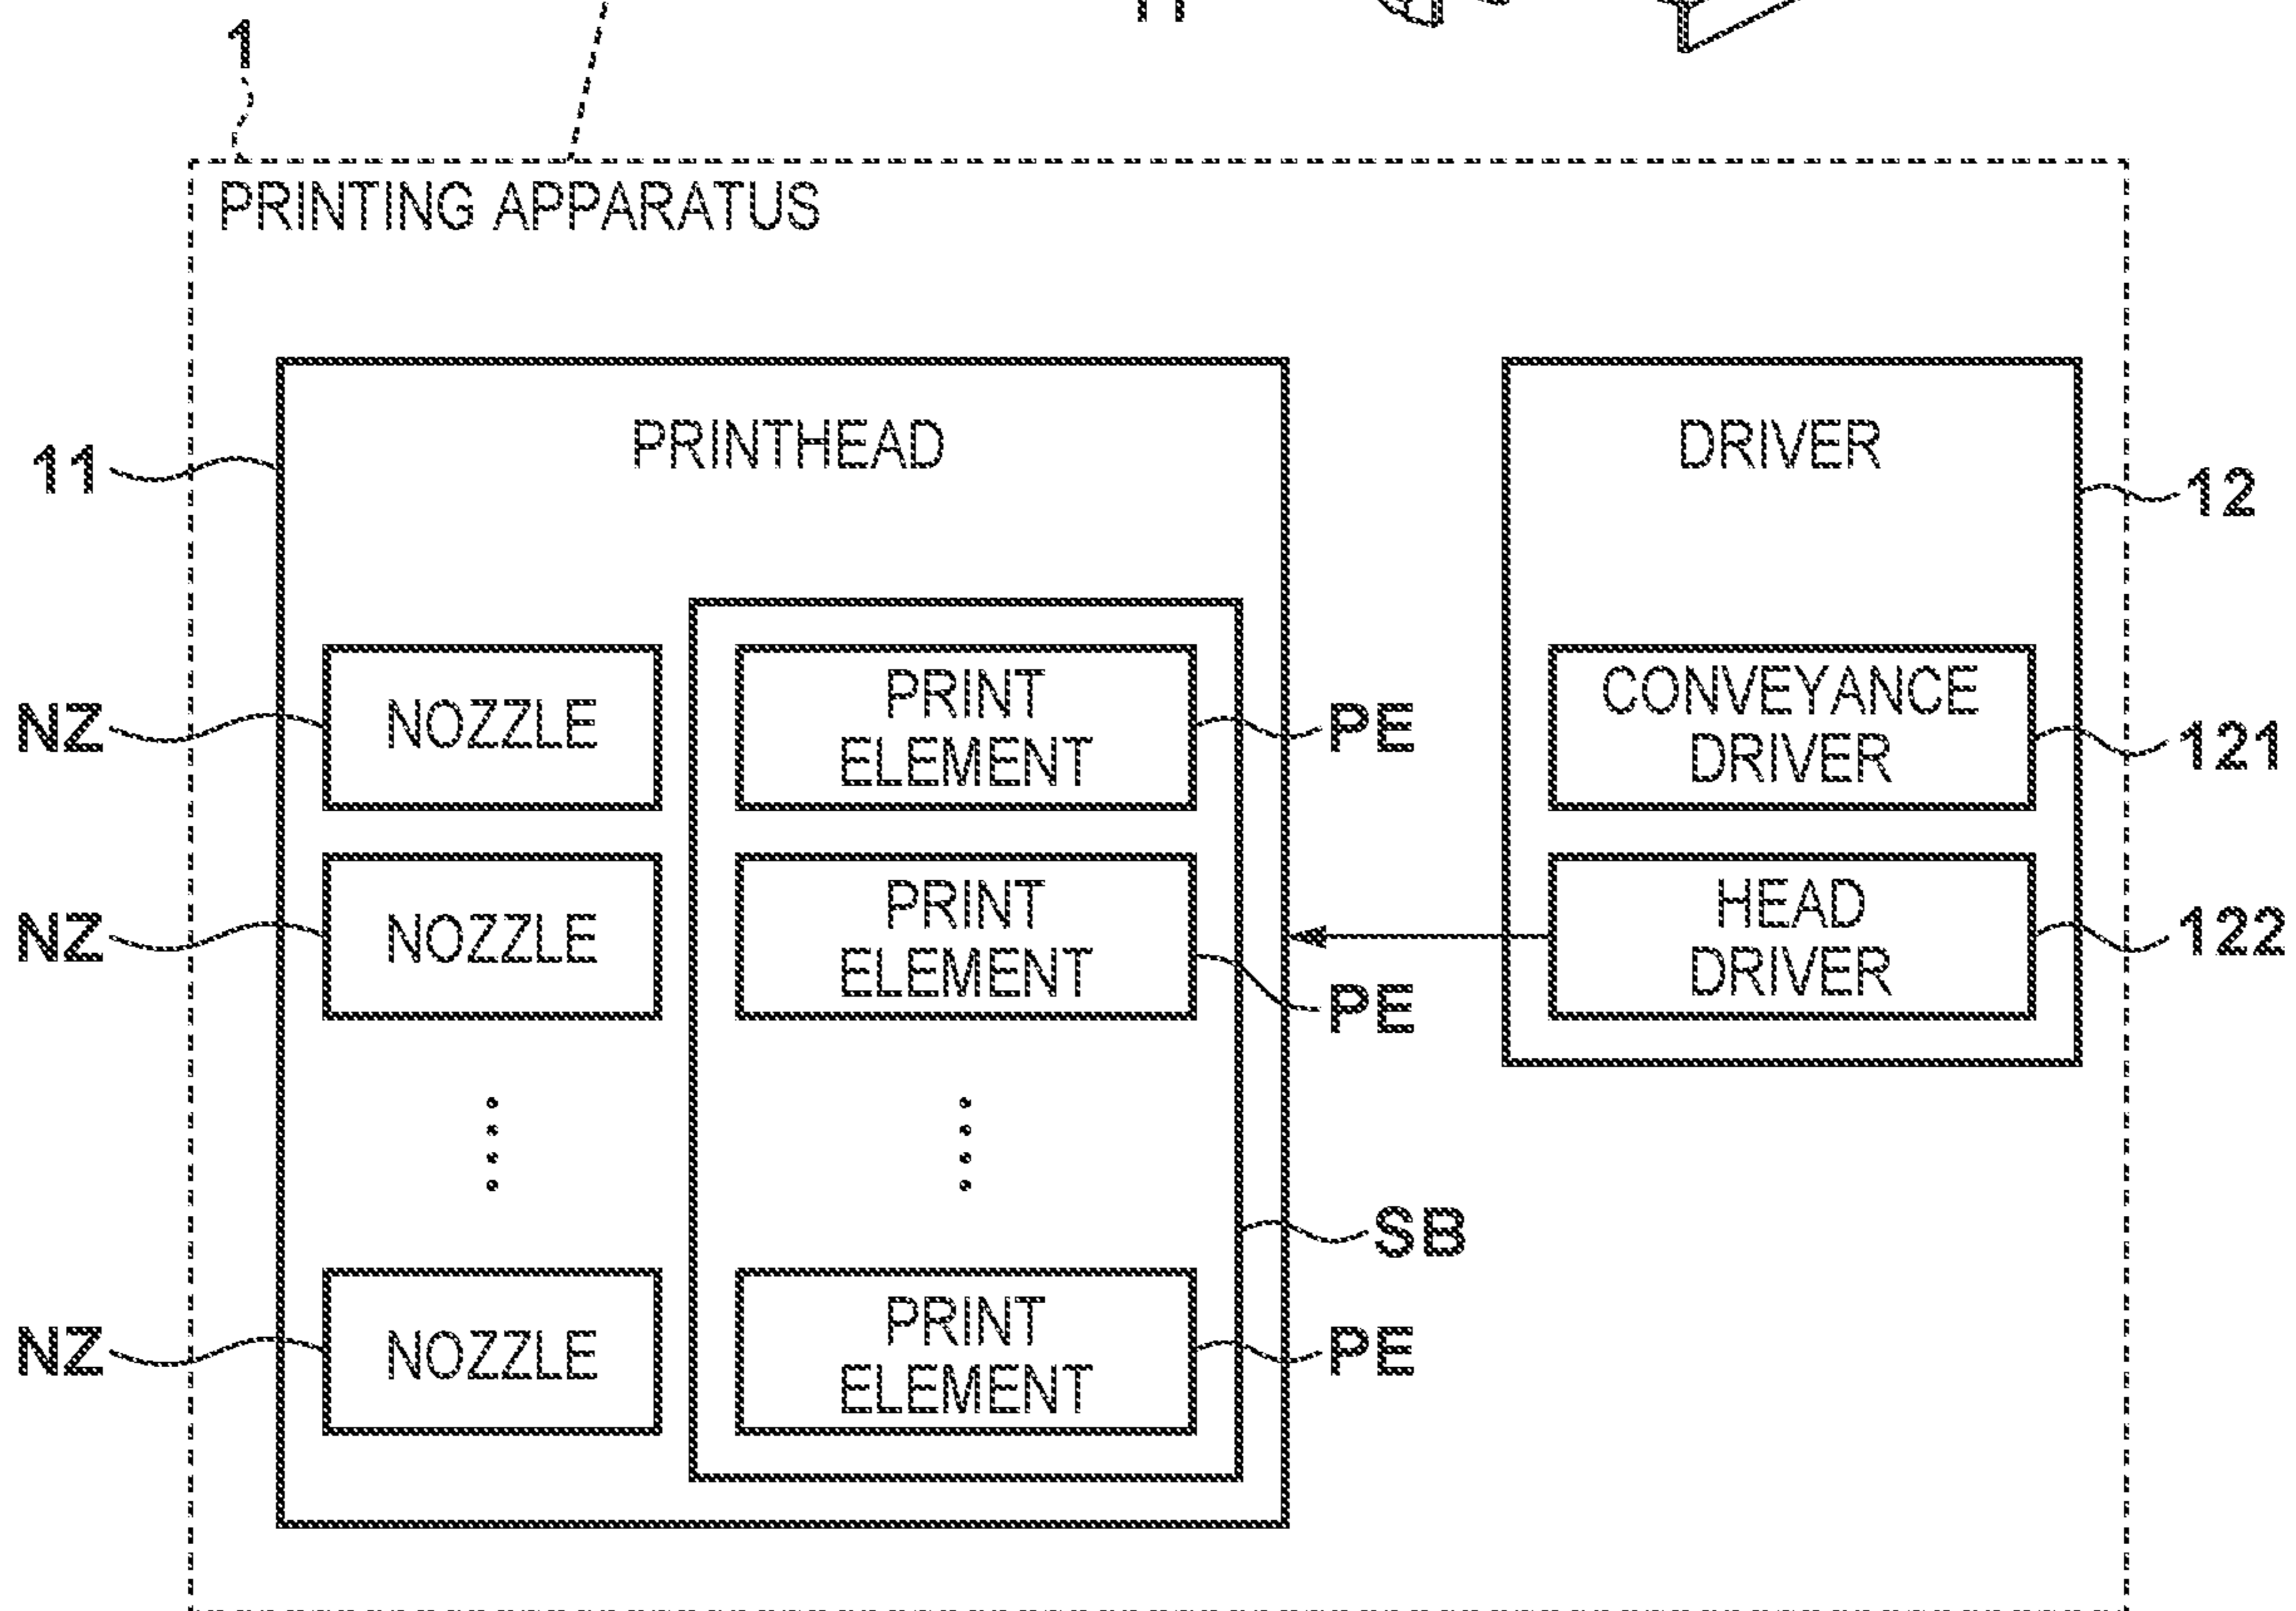 1
PRINTING APPARATUS
11
PRINTHEAD
DRIVER
12
NZ
NOZZLE
PRINT
ELEMENT
PE
CONVEYANCE
DRIVER
121
NZ
NOZZLE
PRINT
ELEMENT
PE
HEAD
DRIVER
122
SB
NZ
NOZZLE
PRINT
ELEMENT
PE